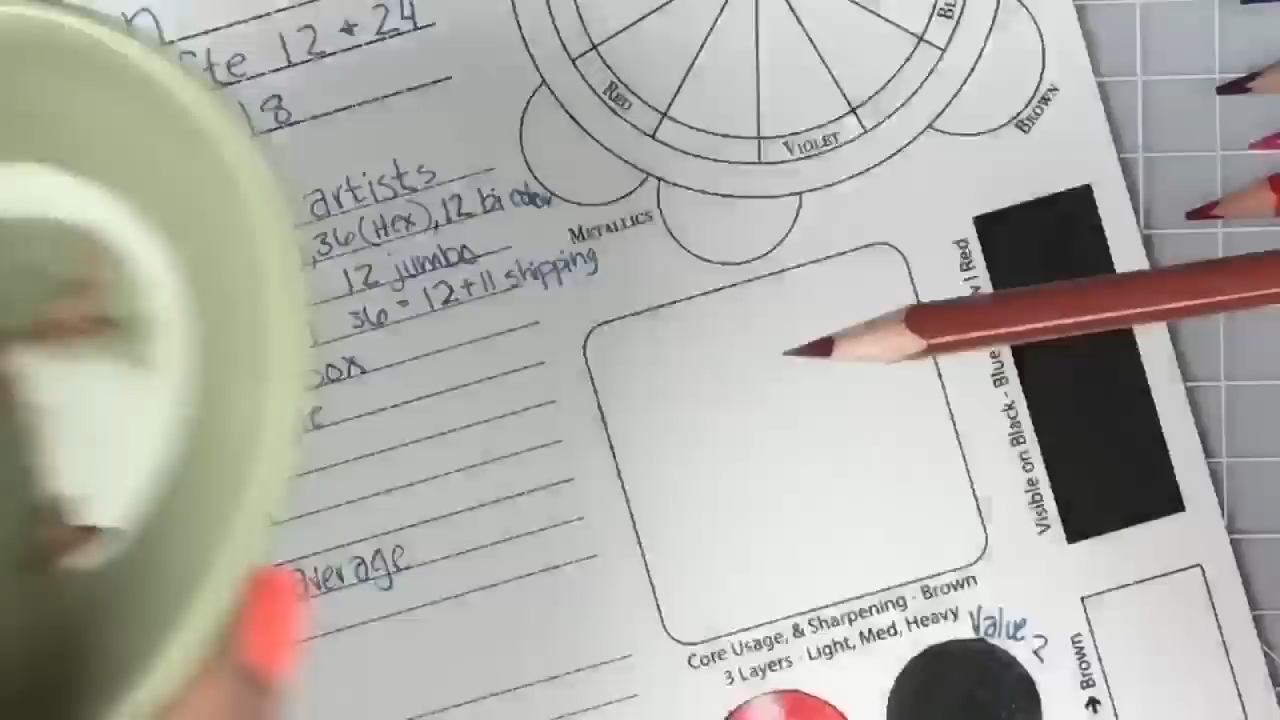 12 + 24
18
artists
36 (Hex), 12 bi color
12 jumbo
36 = 12 + 11 shipping
average
RED
VIOLET
BROWN
METALLICS
Visible on Black - Blue
Red
Core Usage, & Sharpening - Brown
3 Layers - Light, Med, Heavy
Value
?
→ Brown